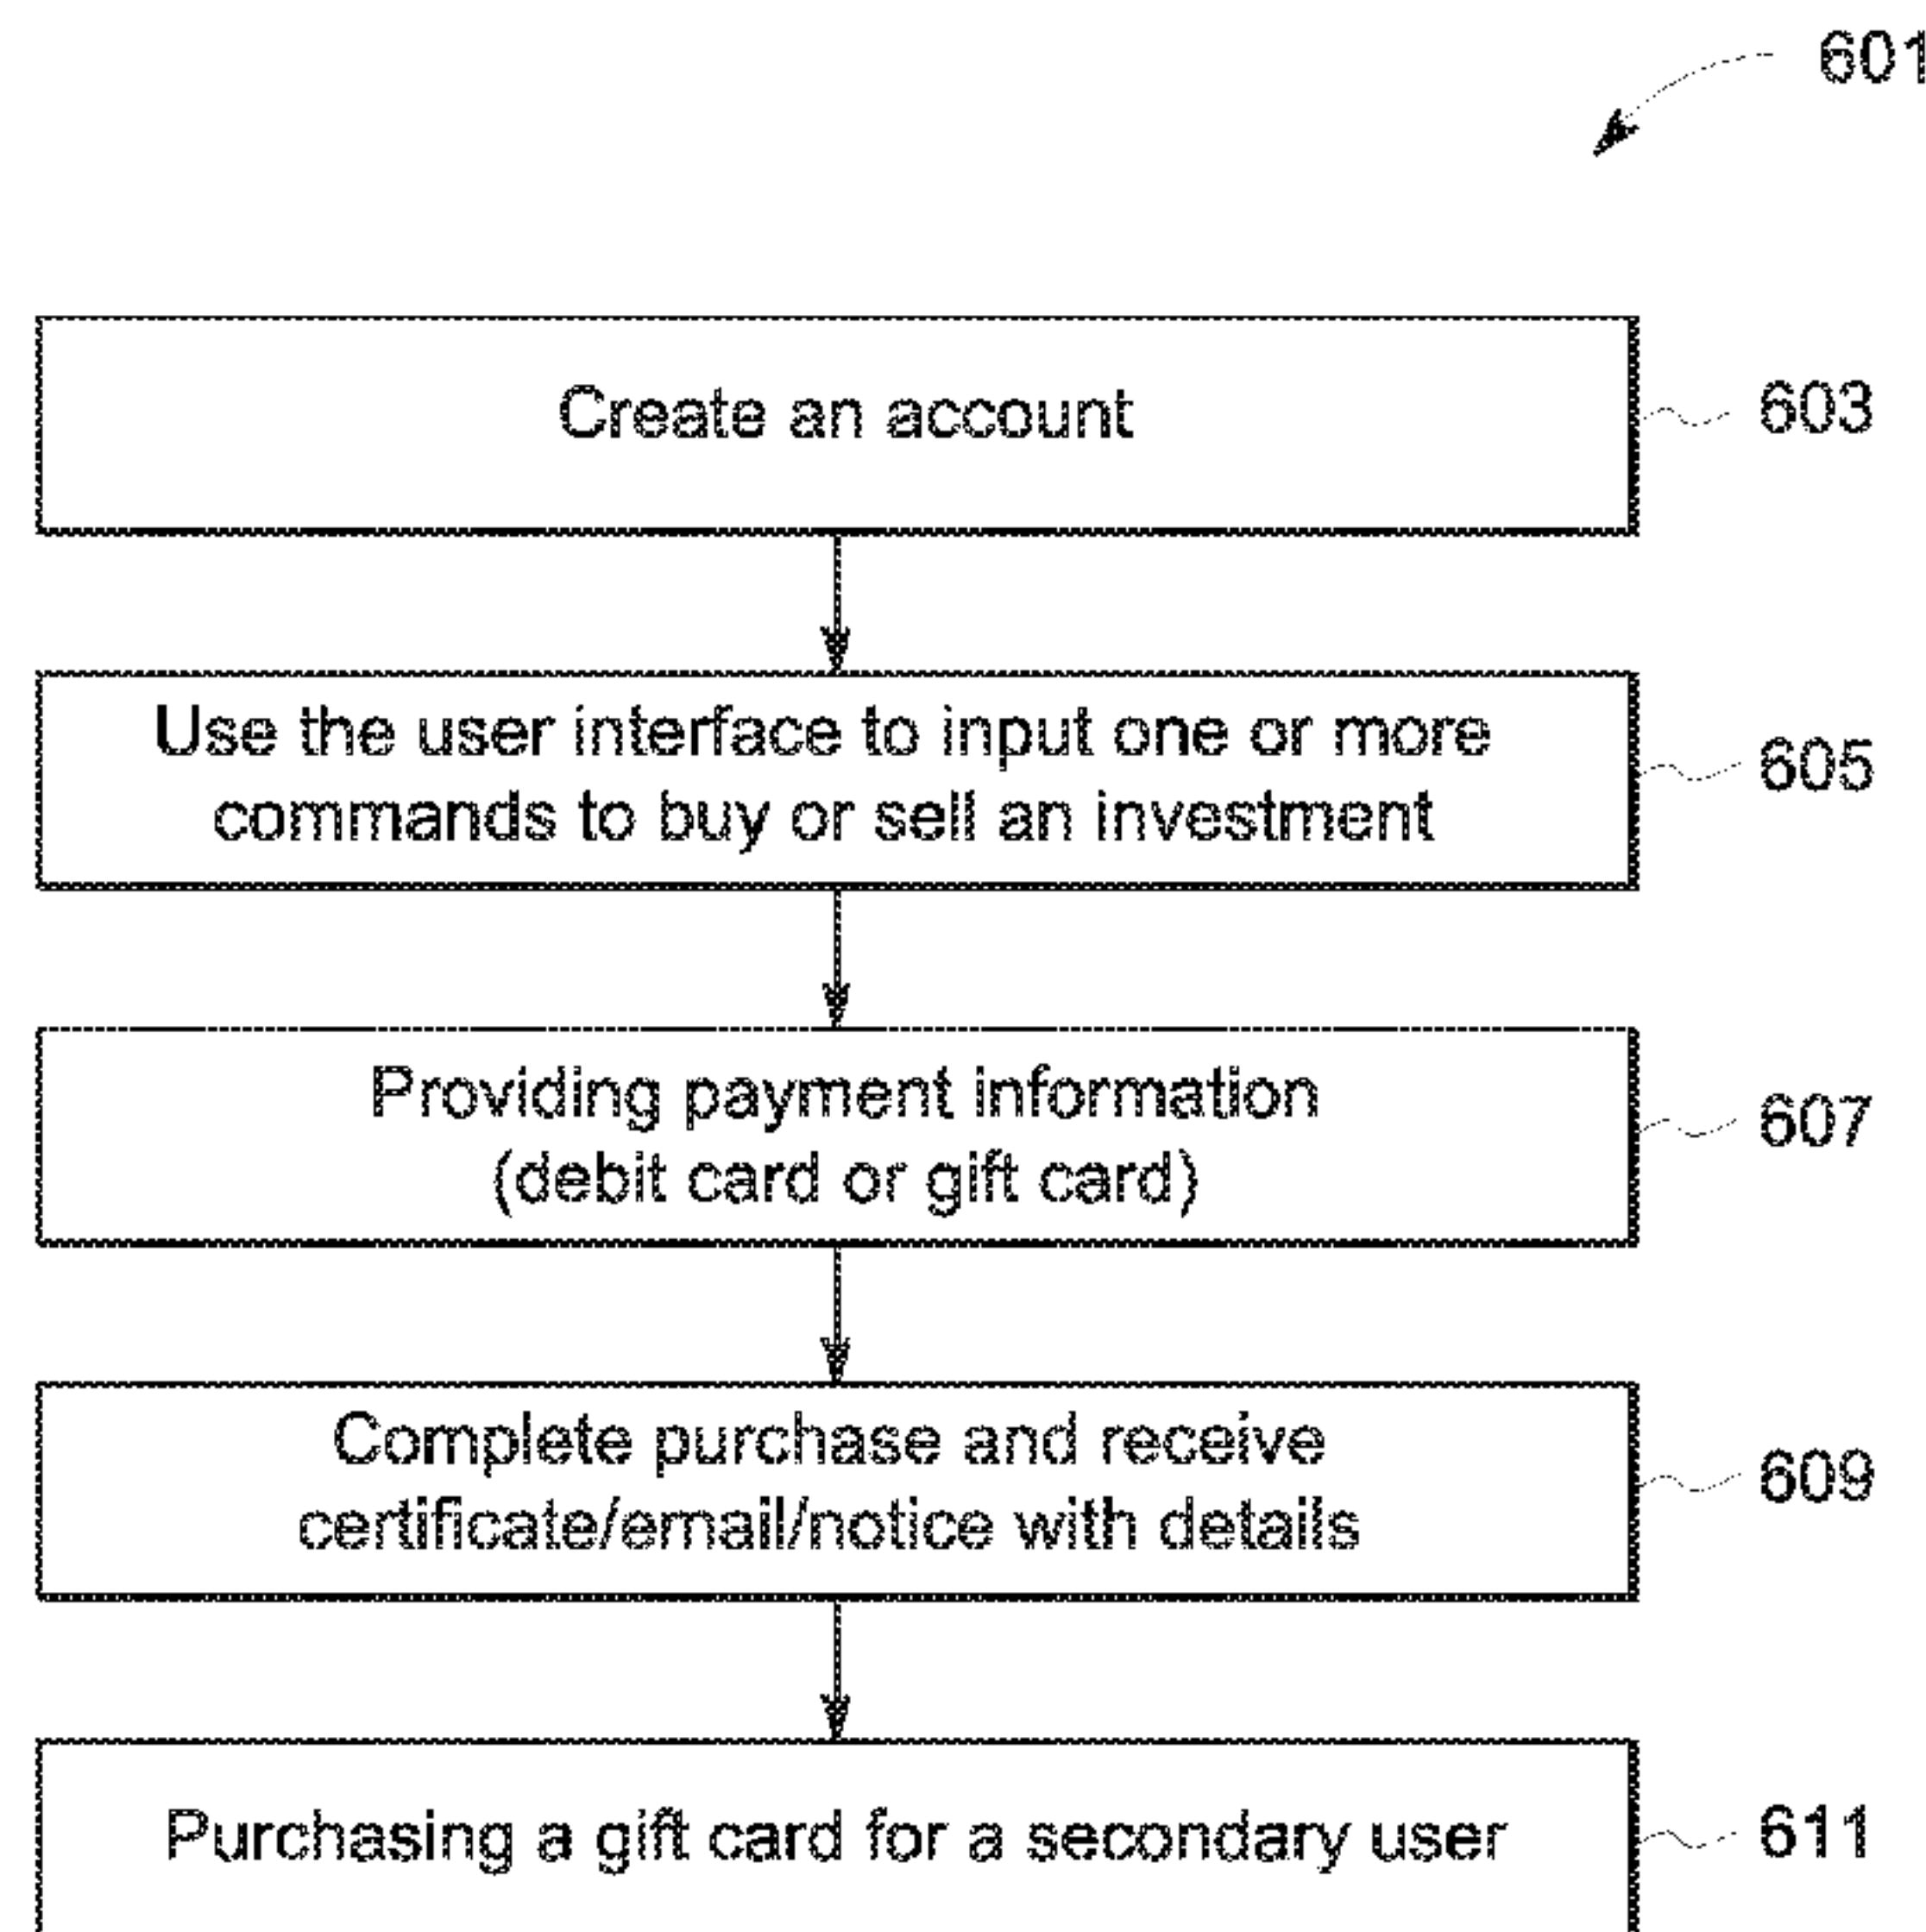 601
Create an account
603
Use the user interface to input one or more
commands to buy or sell an investment
605
Providing payment information
(debit card or gift card)
607
Complete purchase and receive
certificate/email/notice with details
609
Purchasing a gift card for a secondary user
611